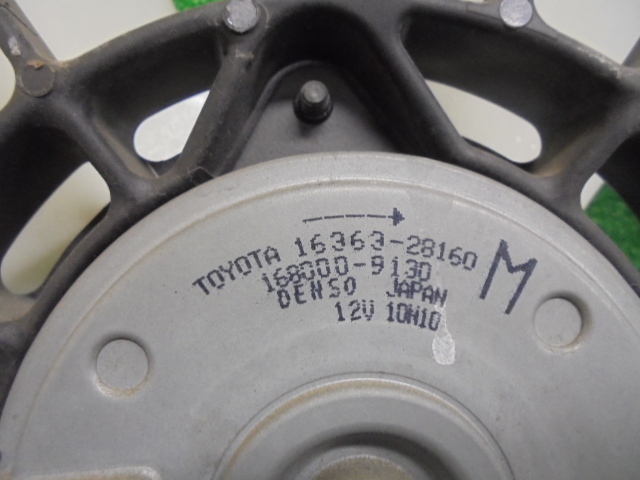 TOYOTA 16363-28160
168000-9130
DENSO JAPAN
12V 10N10
M